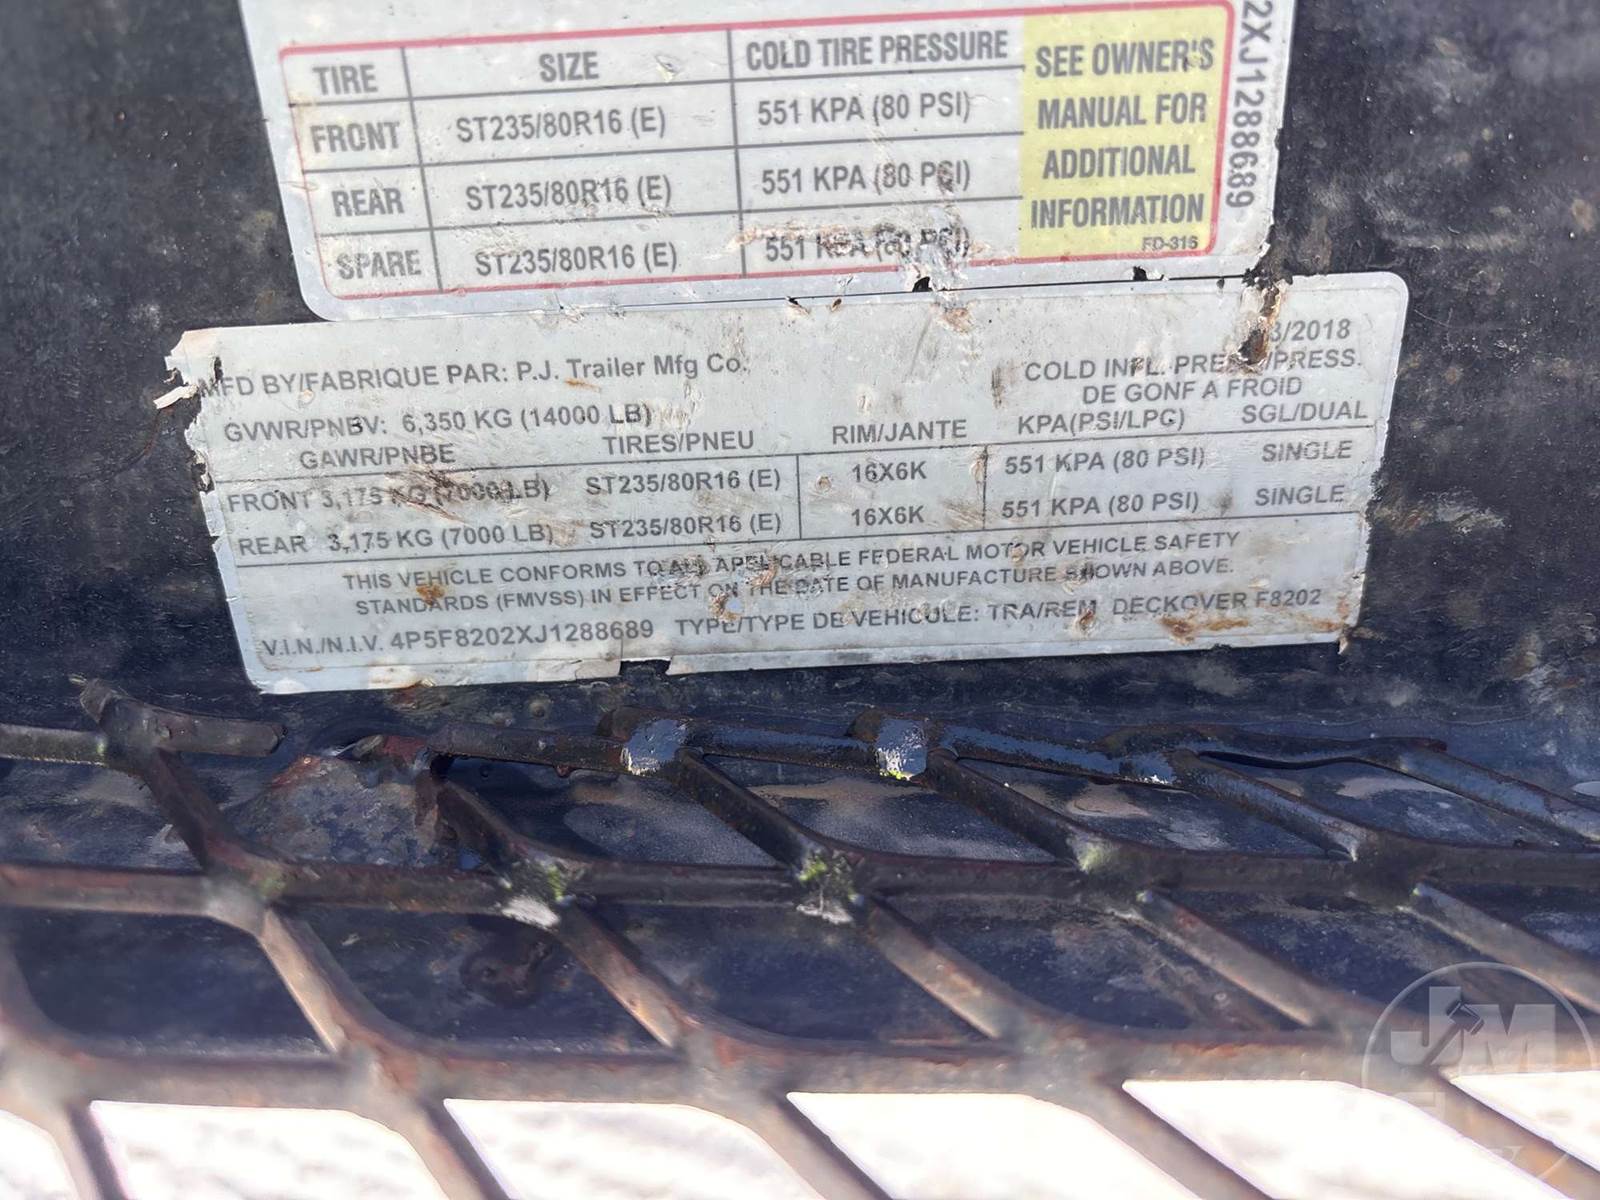 TIRE SIZE COLD TIRE PRESSURE
FRONT ST235/80R16 (E) 551 KPA (80 PSI)
REAR ST235/80R16 (E) 551 KPA (80 PSI)
SPARE ST235/80R16 (E) 551 KPA (80 PSI)
SEE OWNER'S
MANUAL FOR
ADDITIONAL
INFORMATION
FD-316
2XJ1288689
3/2018
MFD BY/FABRIQUE PAR: P.J. Trailer Mfg Co.
COLD INFL. PRESS./PRESS.
DE GONF A FROID
GVWR/PNBV: 6,350 KG (14000 LB)
GAWR/PNBE TIRES/PNEU RIM/JANTE KPA(PSI/LPC) SGL/DUAL
FRONT 3,175 KG (7000 LB) ST235/80R16 (E) 16X6K 551 KPA (80 PSI) SINGLE
REAR 3,175 KG (7000 LB) ST235/80R16 (E) 16X6K 551 KPA (80 PSI) SINGLE
THIS VEHICLE CONFORMS TO ALL APPLICABLE FEDERAL MOTOR VEHICLE SAFETY
STANDARDS (FMVSS) IN EFFECT ON THE DATE OF MANUFACTURE SHOWN ABOVE.
V.I.N./N.I.V. 4P5F8202XJ1288689 TYPE/TYPE DE VEHICULE: TRA/REM DECKOVER F8202
JM